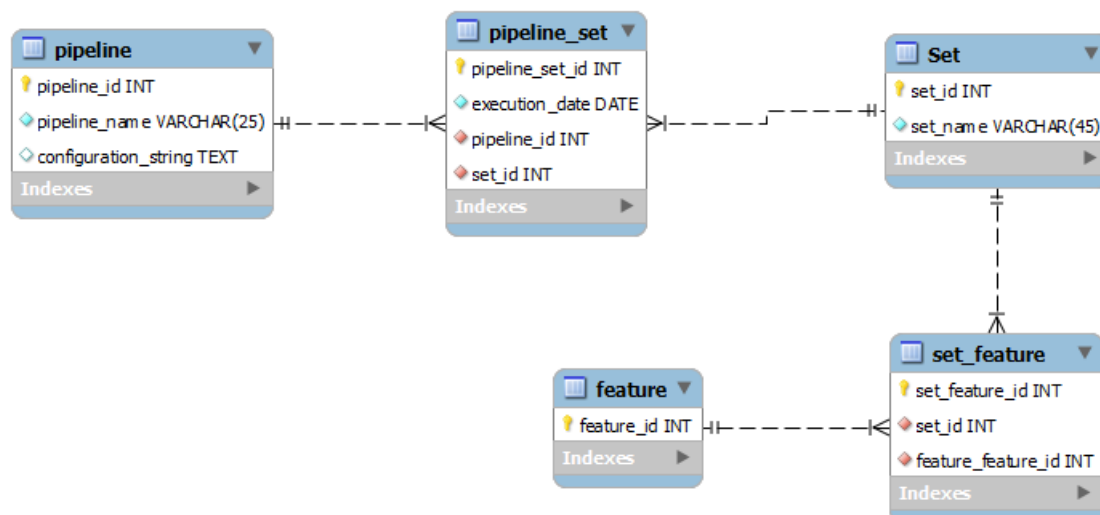 pipeline
pipeline_id INT
pipeline_name VARCHAR(25)
configuration_string TEXT
Indexes
pipeline_set
pipeline_set_id INT
execution_date DATE
pipeline_id INT
set_id INT
Indexes
Set
set_id INT
set_name VARCHAR(45)
Indexes
feature
feature_id INT
Indexes
set_feature
set_feature_id INT
set_id INT
feature_feature_id INT
Indexes